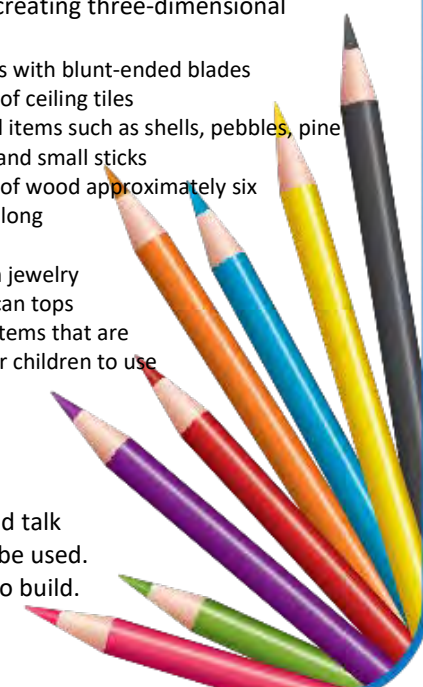 creating three-dimensional
s with blunt-ended blades
of ceiling tiles
l items such as shells, pebbles, pine
and small sticks
of wood approximately six
long
jewelry
can tops
tems that are
r children to use
d talk
be used.
o build.